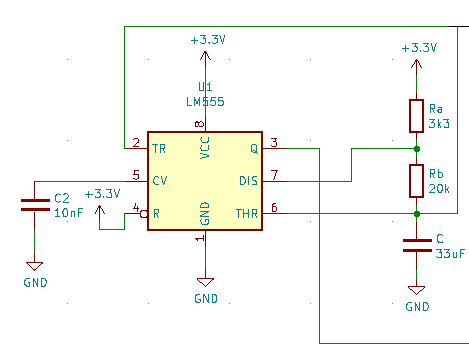 +3.3V
+3.3V
U1
LM555
8
VCC
Ra
3k3
2
TR
Q
3
5
CV
DIS
7
Rb
20k
C2
10nF
+3.3V
4
R
GND
THR
6
1
C
33uF
GND
GND
GND